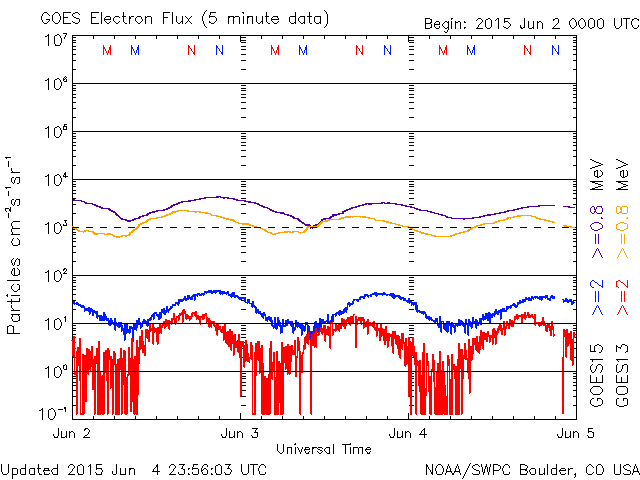 GOES Electron Flux (5 minute data)
Begin: 2015 Jun 2 0000 UTC
M M N N M M N N M M N N
10⁷
10⁶
10⁵
10⁴
10³
10²
10¹
10⁰
10⁻¹
Particles cm⁻²s⁻¹sr⁻¹
Jun 2 Jun 3 Jun 4 Jun 5
Universal Time
GOES15 >=2 >=0.8 MeV
GOES13 >=2 >=0.8 MeV
Updated 2015 Jun 4 23:56:03 UTC
NOAA/SWPC Boulder, CO USA